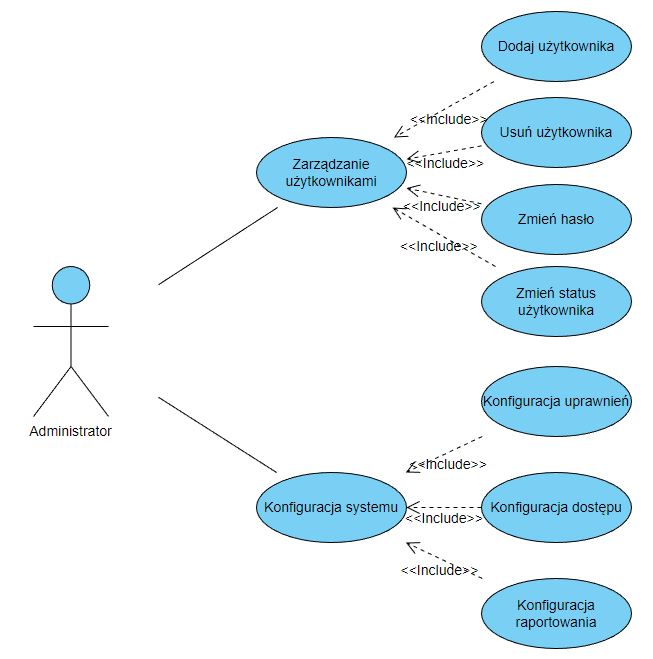 Dodaj użytkownika
<<Include>>
Usuń użytkownika
Zarządzanie
użytkownikami
<<Include>>
<<Include>>
Zmień hasło
<<Include>>
Zmień status
użytkownika
Administrator
Konfiguracja uprawnień
<<Include>>
Konfiguracja systemu
Konfiguracja dostępu
<<Include>>
<<Include>>
Konfiguracja
raportowania